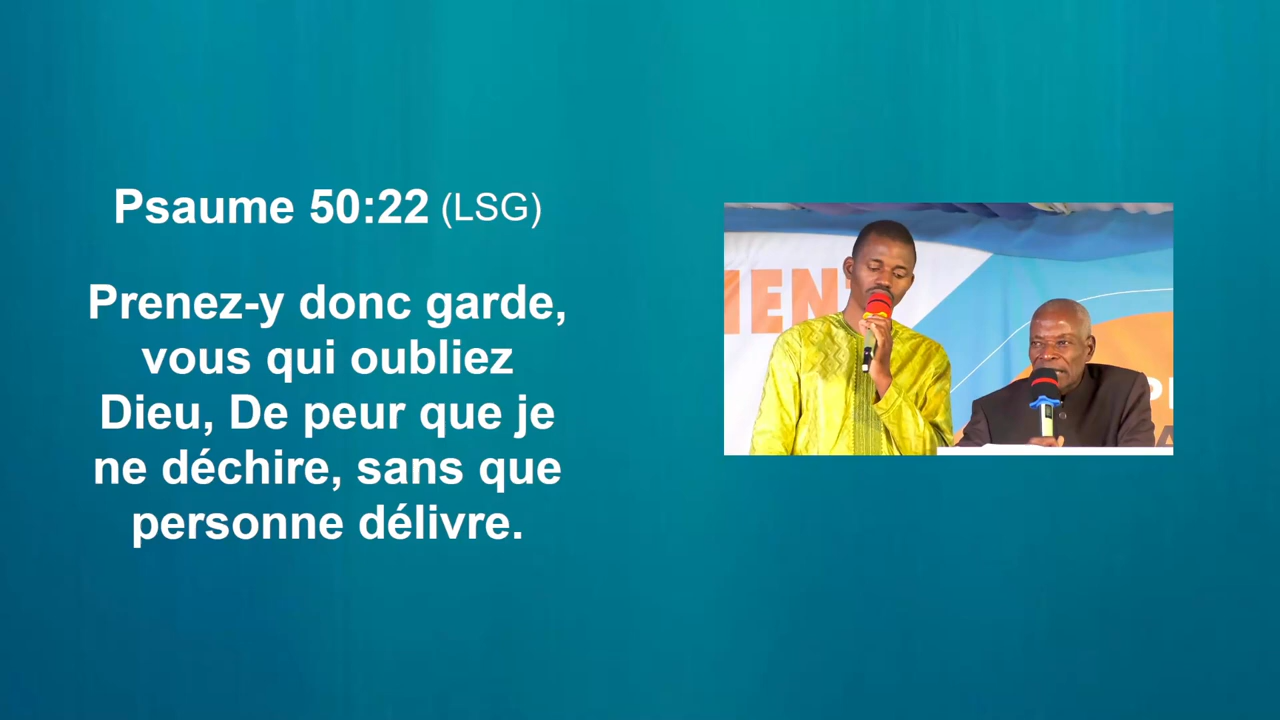 Psaume 50:22 (LSG)
Prenez-y donc garde,
vous qui oubliez
Dieu, De peur que je
ne déchire, sans que
personne délivre.